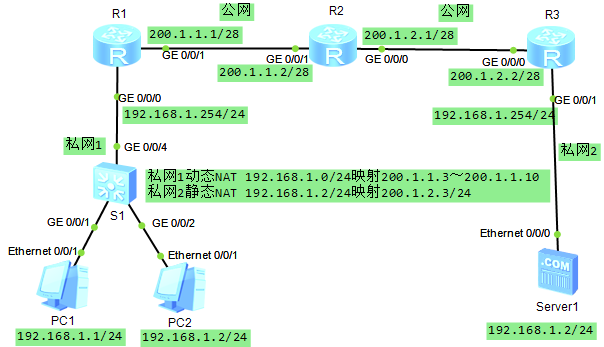 公网
公网
R1
R2
R3
200.1.1.1/28
200.1.2.1/28
GE 0/0/1
GE 0/0/1
GE 0/0/0
GE 0/0/0
200.1.1.2/28
200.1.2.2/28
GE 0/0/0
GE 0/0/1
192.168.1.254/24
192.168.1.254/24
私网1
GE 0/0/4
私网2
私网1动态NAT 192.168.1.0/24映射200.1.1.3～200.1.1.10
私网2静态NAT 192.168.1.2/24映射200.1.2.3/24
S1
GE 0/0/1
GE 0/0/2
Ethernet 0/0/1
Ethernet 0/0/1
Ethernet 0/0/0
.COM
PC1
PC2
Server1
192.168.1.1/24
192.168.1.2/24
192.168.1.2/24